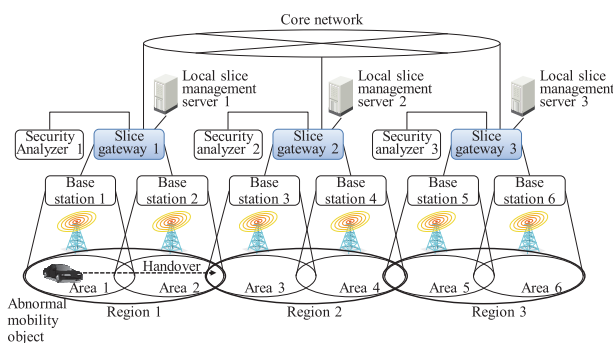 Core network
Local slice
management
server 1
Local slice
management
server 2
Local slice
management
server 3
Security
Analyzer 1
Slice
gateway 1
Security
analyzer 2
Slice
gateway 2
Security
analyzer 3
Slice
gateway 3
Base
station 1
Base
station 2
Base
station 3
Base
station 4
Base
station 5
Base
station 6
Handover
Area 1
Area 2
Area 3
Area 4
Area 5
Area 6
Abnormal
mobility
object
Region 1
Region 2
Region 3